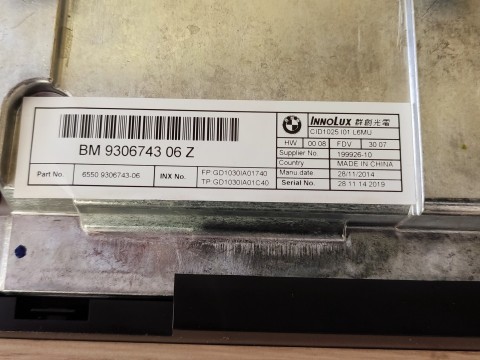 BM 9306743 06 Z
Part No. 6550 9306743-06 INX No. FP:GD1030IA01740
TP:GD1030IA01C40
INNOLUX 群創光電
CID1025 I01 L6MU
HW 00.08 FDV 30 07
Supplier No. 199926-10
Country MADE IN CHINA
Manu.date 28/11/2014
Serial No. 28.11.14 2019